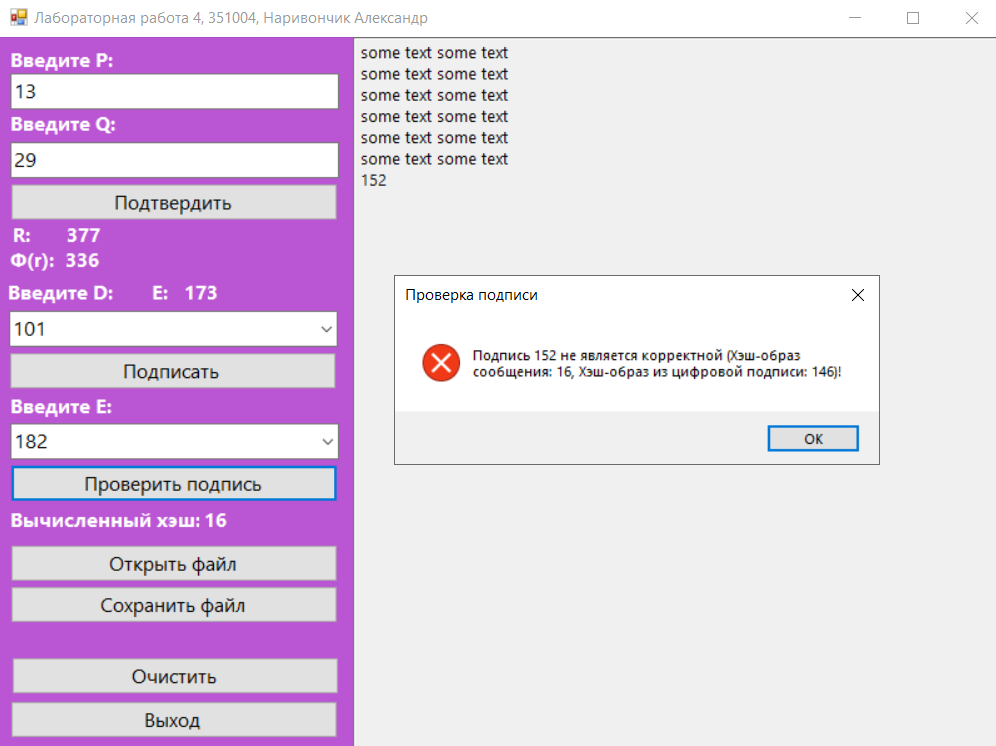 Лабораторная работа 4, 351004, Наривончик Александр
Введите P:
13
Введите Q:
29
Подтвердить
R: 377
Ф(r): 336
Введите D: E: 173
101
Подписать
Введите E:
182
Проверить подпись
Вычисленный хэш: 16
Открыть файл
Сохранить файл
Очистить
Выход
some text some text
some text some text
some text some text
some text some text
some text some text
some text some text
152
Проверка подписи
Подпись 152 не является корректной (Хэш-образ
сообщения: 16, Хэш-образ из цифровой подписи: 146)!
ОК